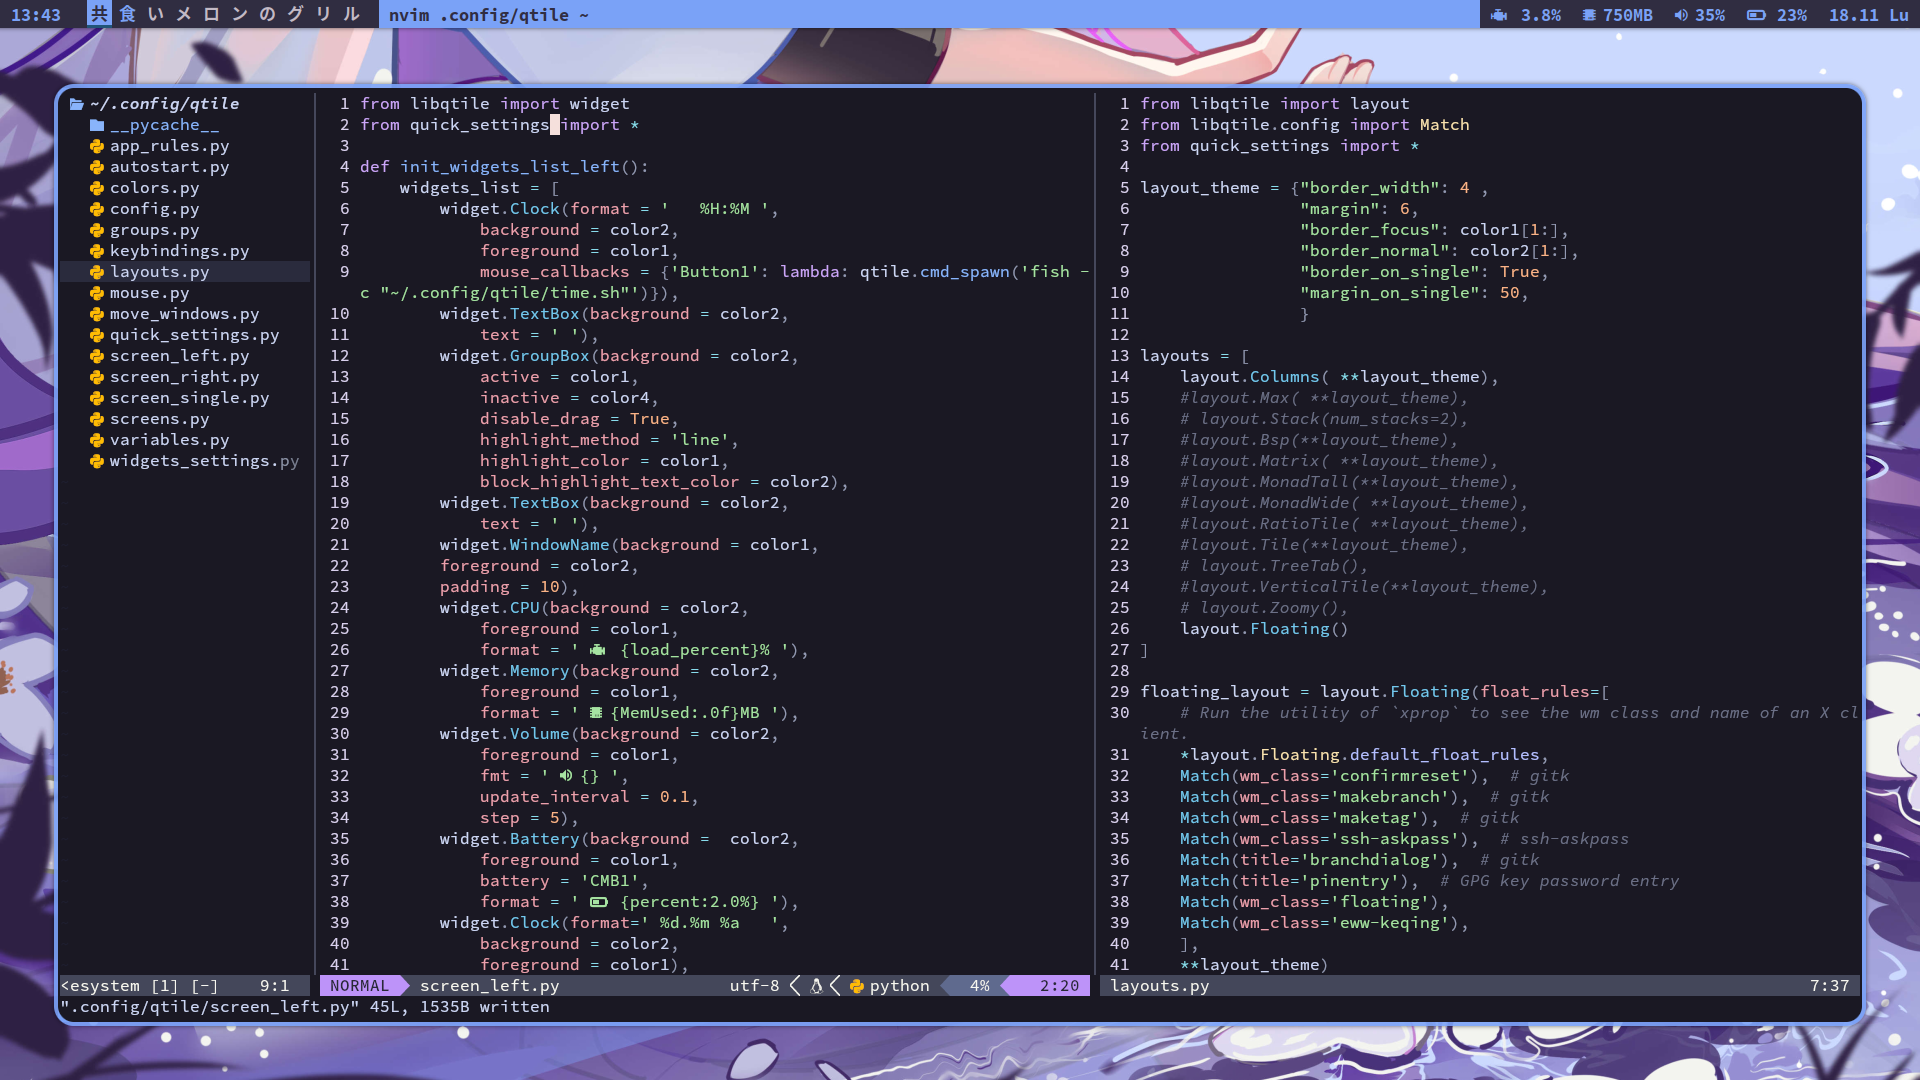 13:43 共 食 い メ ロ ン の グ リ ル nvim .config/qtile ~ 3.8% 750MB 35% 23% 18.11 Lu
~/.config/qtile
__pycache__
app_rules.py
autostart.py
colors.py
config.py
groups.py
keybindings.py
layouts.py
mouse.py
move_windows.py
quick_settings.py
screen_left.py
screen_right.py
screen_single.py
screens.py
variables.py
widgets_settings.py
<esystem [1] [-] 9:1
1 from libqtile import widget
2 from quick_settings import *
3
4 def init_widgets_list_left():
5     widgets_list = [
6         widget.Clock(format = '   %H:%M ',
7             background = color2,
8             foreground = color1,
9             mouse_callbacks = {'Button1': lambda: qtile.cmd_spawn('fish -
c "~/.config/qtile/time.sh"')}),
10         widget.TextBox(background = color2,
11             text = ' '),
12         widget.GroupBox(background = color2,
13             active = color1,
14             inactive = color4,
15             disable_drag = True,
16             highlight_method = 'line',
17             highlight_color = color1,
18             block_highlight_text_color = color2),
19         widget.TextBox(background = color2,
20             text = ' '),
21         widget.WindowName(background = color1,
22         foreground = color2,
23         padding = 10),
24         widget.CPU(background = color2,
25             foreground = color1,
26             format = '   {load_percent}% '),
27         widget.Memory(background = color2,
28             foreground = color1,
29             format = '   {MemUsed:.0f}MB '),
30         widget.Volume(background = color2,
31             foreground = color1,
32             fmt = '   {} ',
33             update_interval = 0.1,
34             step = 5),
35         widget.Battery(background =  color2,
36             foreground = color1,
37             battery = 'CMB1',
38             format = '   {percent:2.0%} '),
39         widget.Clock(format=' %d.%m %a   ',
40             background = color2,
41             foreground = color1),
NORMAL screen_left.py utf-8 python 4% 2:20
1 from libqtile import layout
2 from libqtile.config import Match
3 from quick_settings import *
4
5 layout_theme = {"border_width": 4 ,
6                 "margin": 6,
7                 "border_focus": color1[1:],
8                 "border_normal": color2[1:],
9                 "border_on_single": True,
10                 "margin_on_single": 50,
11                 }
12
13 layouts = [
14     layout.Columns( **layout_theme),
15     #layout.Max( **layout_theme),
16     # layout.Stack(num_stacks=2),
17     #layout.Bsp(**layout_theme),
18     #layout.Matrix( **layout_theme),
19     #layout.MonadTall(**layout_theme),
20     #layout.MonadWide( **layout_theme),
21     #layout.RatioTile( **layout_theme),
22     #layout.Tile(**layout_theme),
23     # layout.TreeTab(),
24     #layout.VerticalTile(**layout_theme),
25     # layout.Zoomy(),
26     layout.Floating()
27 ]
28
29 floating_layout = layout.Floating(float_rules=[
30     # Run the utility of `xprop` to see the wm class and name of an X cl
ient.
31     *layout.Floating.default_float_rules,
32     Match(wm_class='confirmreset'),  # gitk
33     Match(wm_class='makebranch'),  # gitk
34     Match(wm_class='maketag'),  # gitk
35     Match(wm_class='ssh-askpass'),  # ssh-askpass
36     Match(title='branchdialog'),  # gitk
37     Match(title='pinentry'),  # GPG key password entry
38     Match(wm_class='floating'),
39     Match(wm_class='eww-keqing'),
40     ],
41     **layout_theme)
layouts.py 7:37
".config/qtile/screen_left.py" 45L, 1535B written